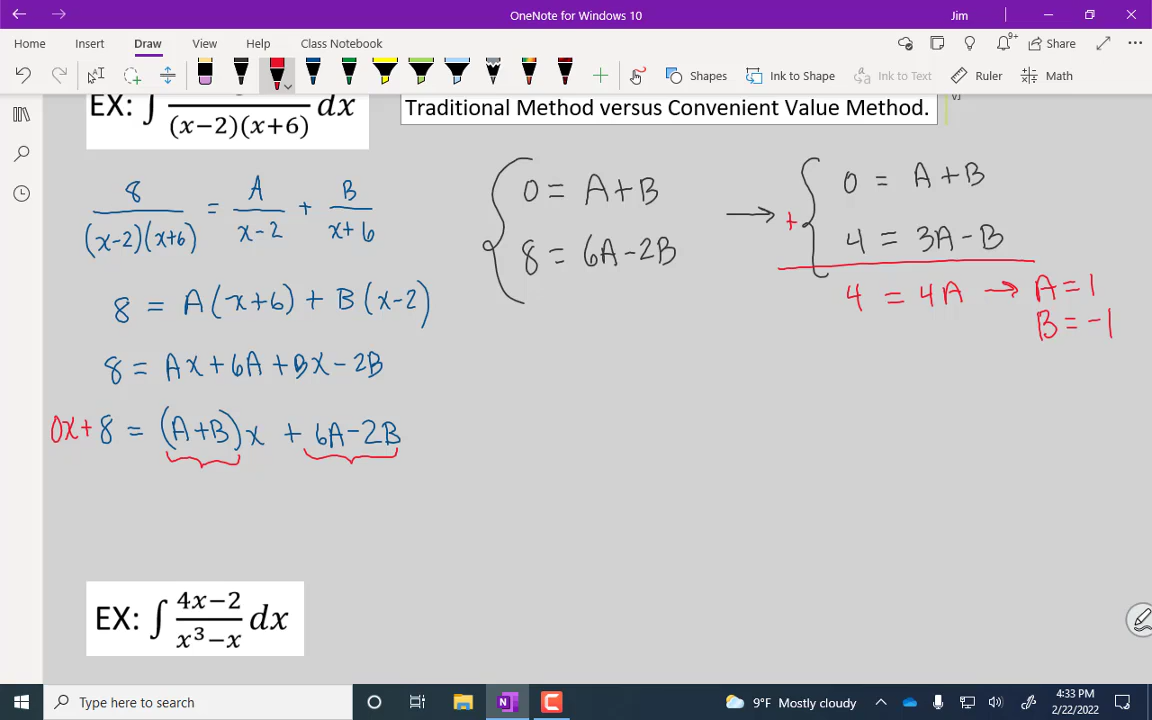 OneNote for Windows 10
Jim
Home Insert Draw View Help Class Notebook
9+ Share
Shapes Ink to Shape Ink to Text Ruler Math
EX: ∫ / (x−2)(x+6) dx
Traditional Method versus Convenient Value Method.
8/((x-2)(x+6)) = A/(x-2) + B/(x+6)
8 = A(x+6) + B(x-2)
8 = Ax+6A+Bx-2B
0x+8 = (A+B)x + 6A-2B
0 = A+B
8 = 6A-2B
→
0 = A+B
+ 4 = 3A-B
4 = 4A → A=1
B=-1
EX: ∫ (4x−2)/(x³−x) dx
Type here to search
9°F Mostly cloudy
4:33 PM
2/22/2022